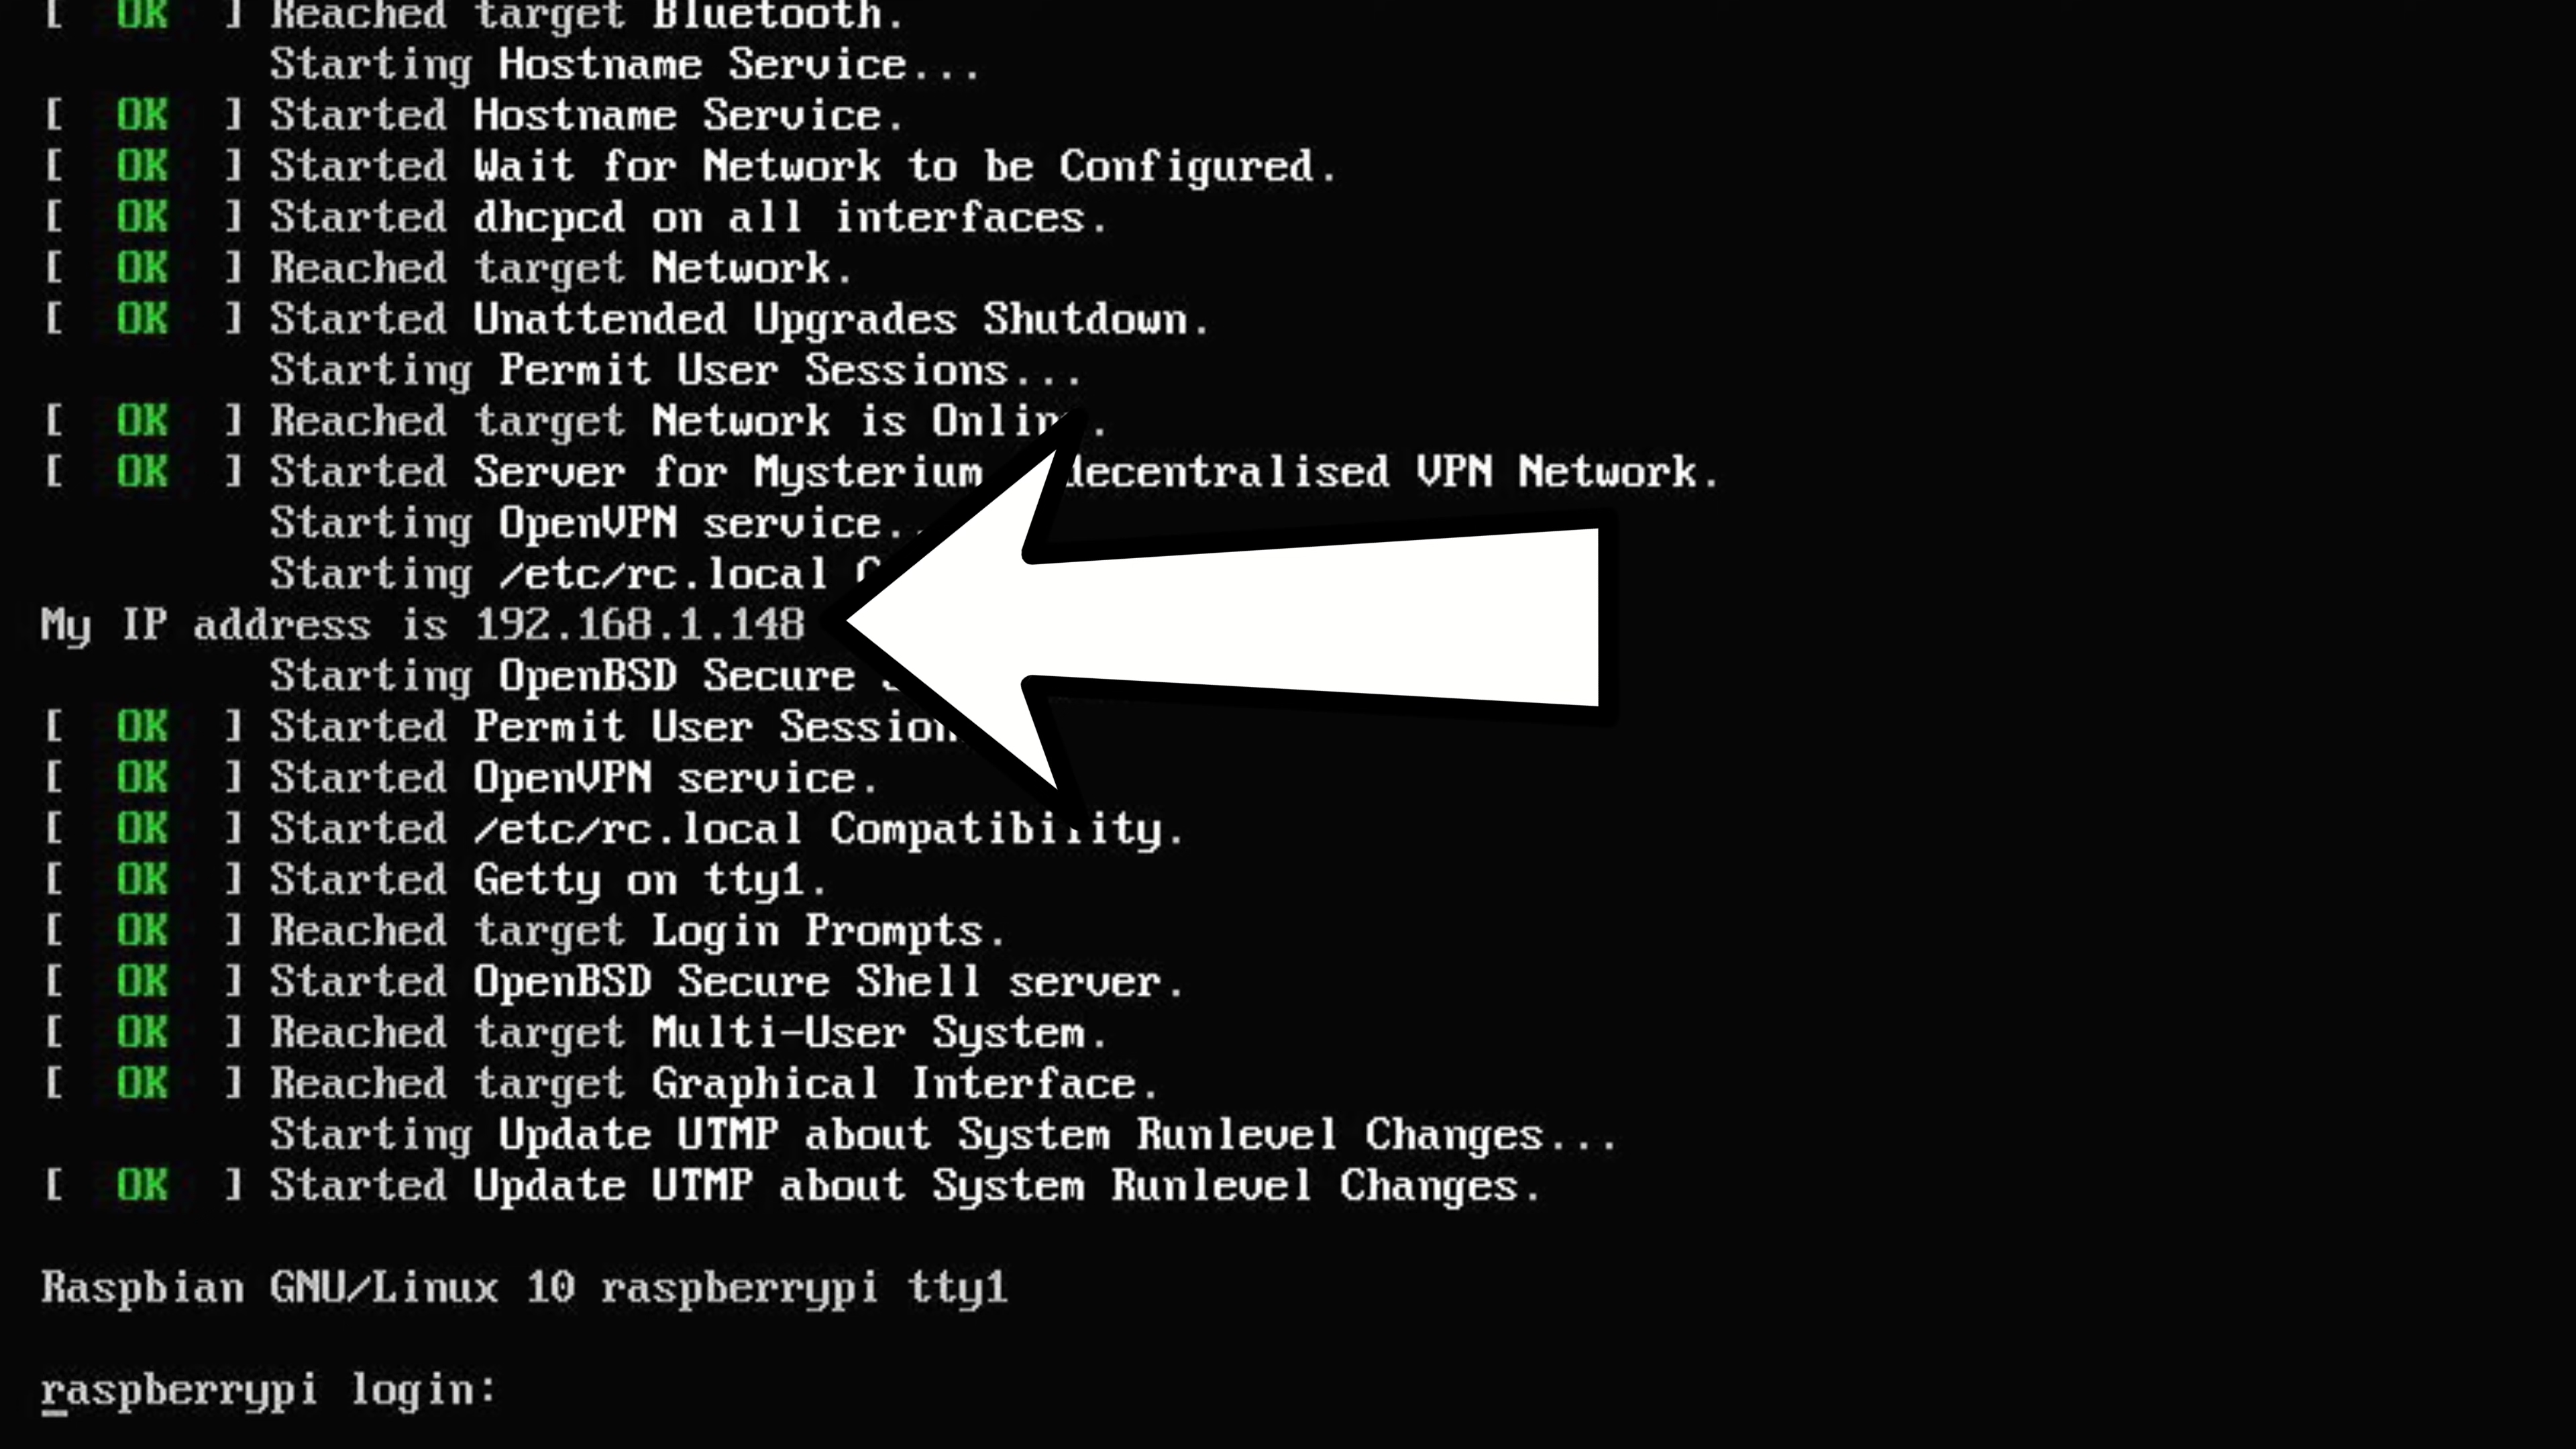 [  OK  ] Reached target Bluetooth.
Starting Hostname Service...
[  OK  ] Started Hostname Service.
[  OK  ] Started Wait for Network to be Configured.
[  OK  ] Started dhcpcd on all interfaces.
[  OK  ] Reached target Network.
[  OK  ] Started Unattended Upgrades Shutdown.
Starting Permit User Sessions...
[  OK  ] Reached target Network is Online.
[  OK  ] Started Server for Mysterium decentralised VPN Network.
Starting OpenVPN service..
Starting /etc/rc.local
My IP address is 192.168.1.148
Starting OpenBSD Secure
[  OK  ] Started Permit User Session
[  OK  ] Started OpenVPN service.
[  OK  ] Started /etc/rc.local Compatibility.
[  OK  ] Started Getty on tty1.
[  OK  ] Reached target Login Prompts.
[  OK  ] Started OpenBSD Secure Shell server.
[  OK  ] Reached target Multi-User System.
[  OK  ] Reached target Graphical Interface.
Starting Update UTMP about System Runlevel Changes...
[  OK  ] Started Update UTMP about System Runlevel Changes.
Raspbian GNU/Linux 10 raspberrypi tty1
raspberrypi login: